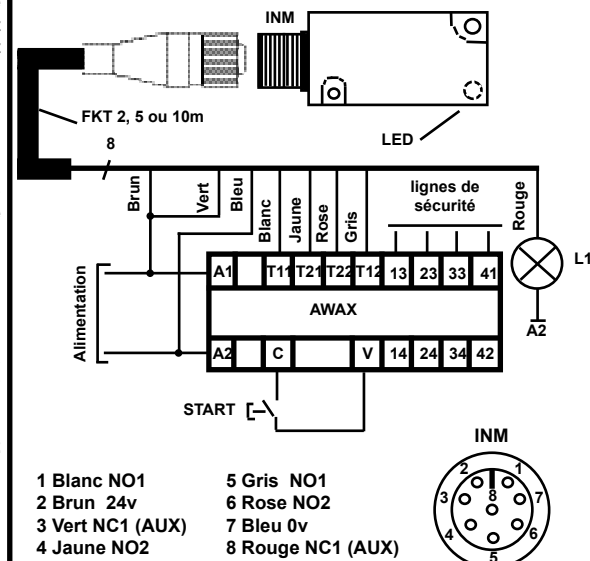 INM
FKT 2, 5 ou 10m
LED
8
Brun
Vert
Bleu
Blanc
Jaune
Rose
Gris
lignes de
sécurité
Rouge
Alimentation
A1 T11 T21 T22 T12 13 23 33 41
L1
AWAX
A2
A2 C V 14 24 34 42
START
INM
1 Blanc NO1
2 Brun 24v
3 Vert NC1 (AUX)
4 Jaune NO2
5 Gris NO1
6 Rose NO2
7 Bleu 0v
8 Rouge NC1 (AUX)
2 1
3 8 7
4 6
5